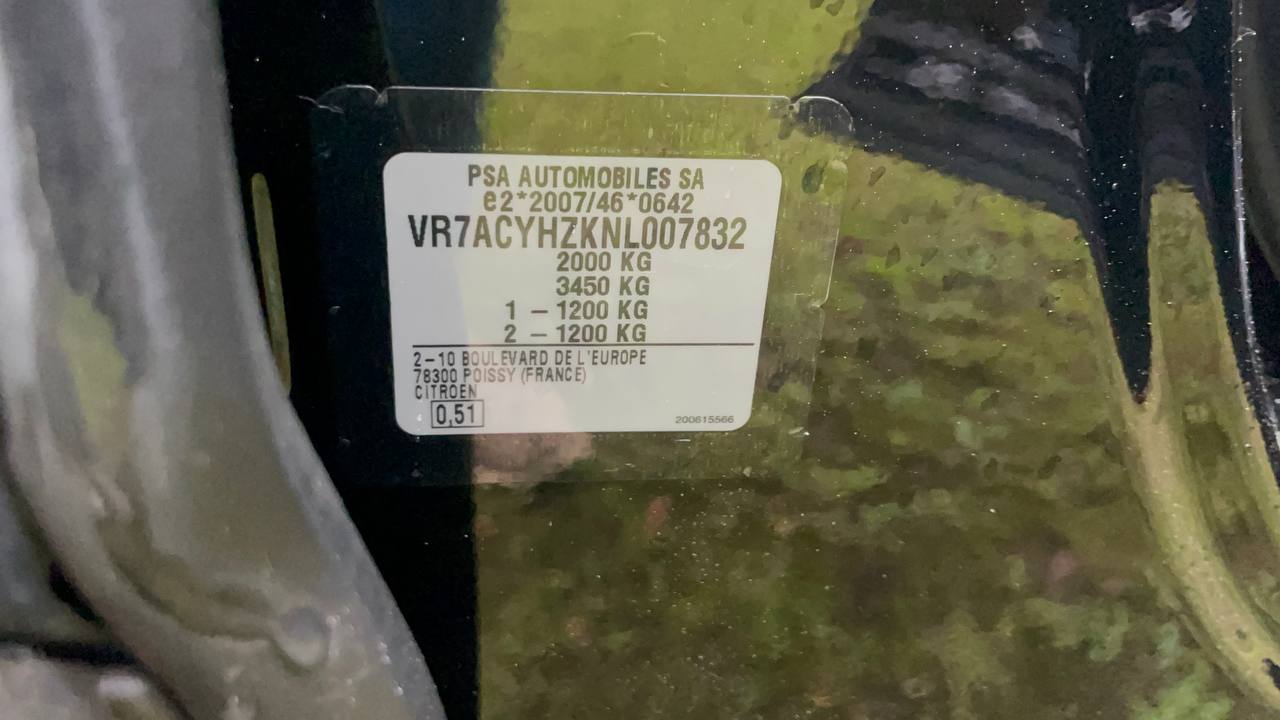 PSA AUTOMOBILES SA
e2*2007/46*0642
VR7ACYHZKNL007832
2000 KG
3450 KG
1 – 1200 KG
2 – 1200 KG
2–10 BOULEVARD DE L'EUROPE
78300 POISSY (FRANCE)
CITROEN
0,51
200615566